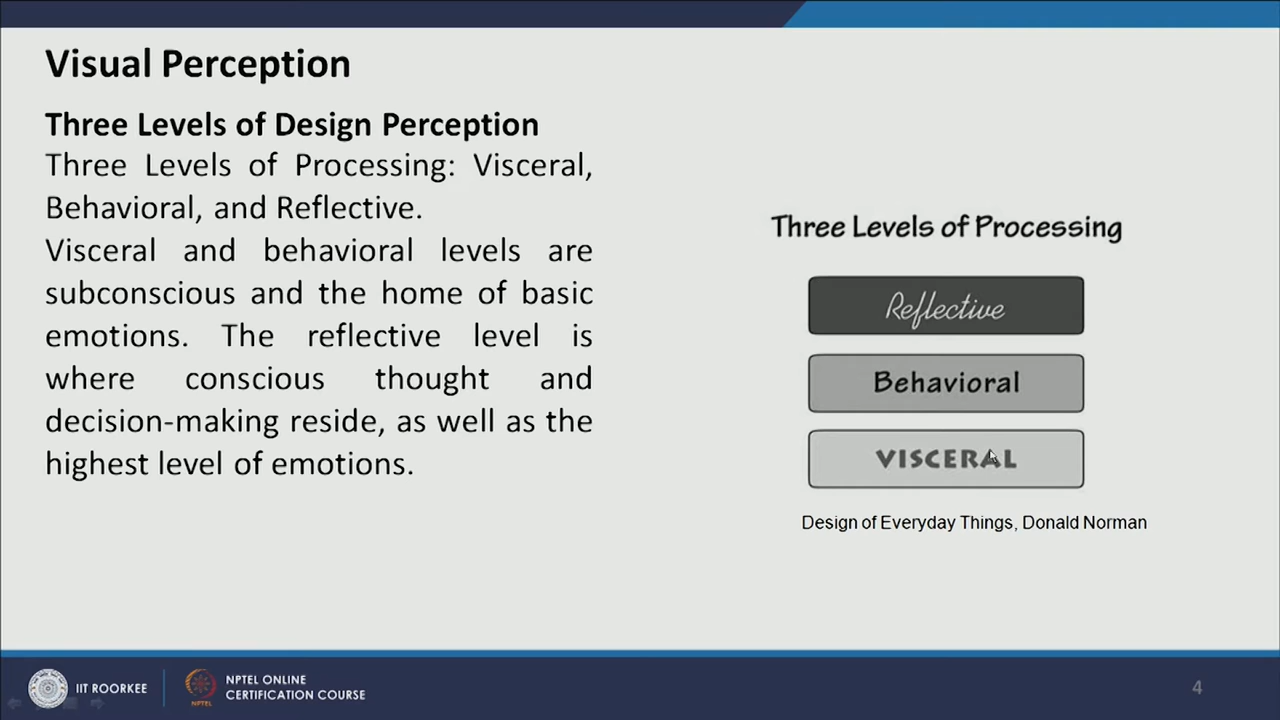 Visual Perception
Three Levels of Design Perception
Three Levels of Processing: Visceral,
Behavioral, and Reflective.
Visceral and behavioral levels are
subconscious and the home of basic
emotions. The reflective level is
where conscious thought and
decision-making reside, as well as the
highest level of emotions.
Three Levels of Processing
Reflective
Behavioral
VISCERAL
Design of Everyday Things, Donald Norman
IIT ROORKEE
NPTEL
NPTEL ONLINE
CERTIFICATION COURSE
4